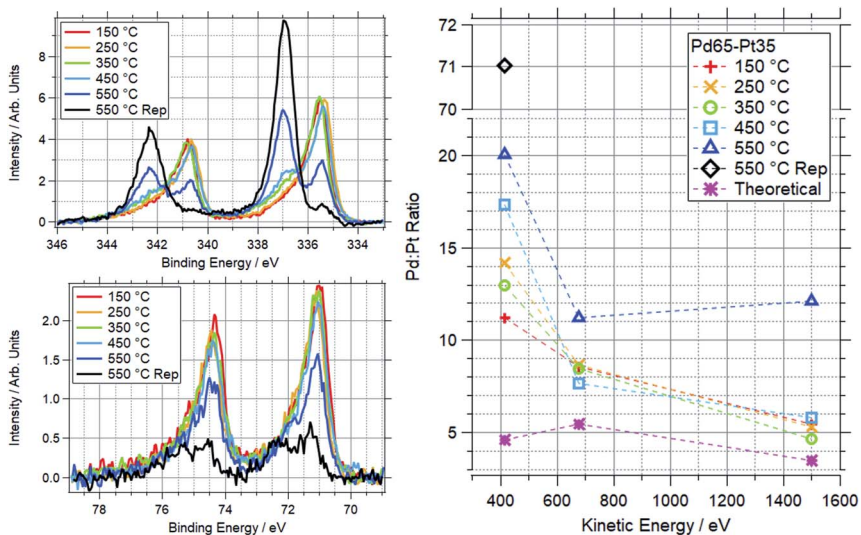 Intensity / Arb. Units
10
8
6
4
2
0
150 °C
250 °C
350 °C
450 °C
550 °C
550 °C Rep
346
344
342
340
338
336
334
Binding Energy / eV
Intensity / Arb. Units
2.0
1.5
1.0
0.5
0.0
150 °C
250 °C
350 °C
450 °C
550 °C
550 °C Rep
78
76
74
72
70
Binding Energy / eV
Pd:Pt Ratio
72
71
70
20
15
10
5
Pd65-Pt35
150 °C
250 °C
350 °C
450 °C
550 °C
550 °C Rep
Theoretical
400
600
800
1000
1200
1400
1600
Kinetic Energy / eV